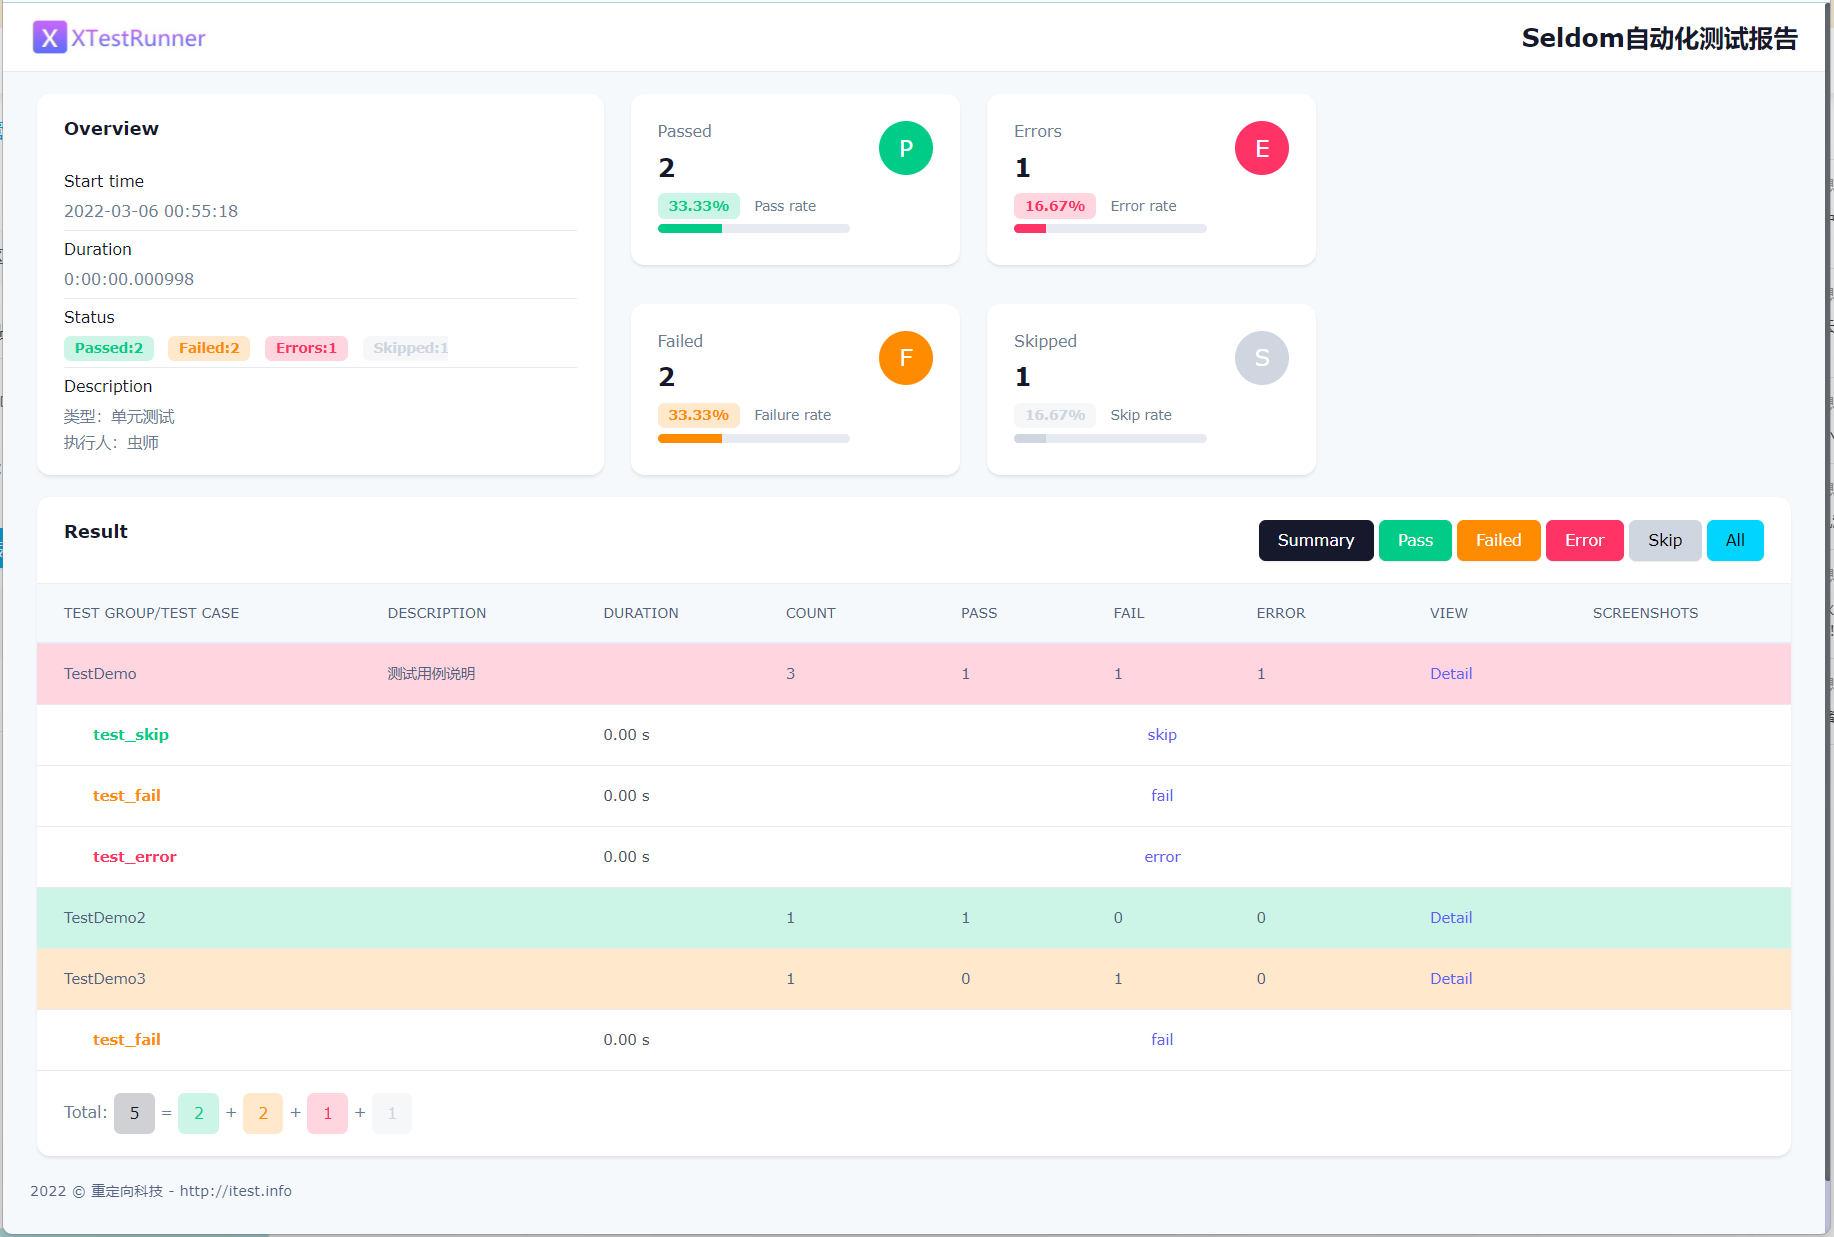 X XTestRunner
Seldom自动化测试报告
Overview
Start time
2022-03-06 00:55:18
Duration
0:00:00.000998
Status
Passed:2 Failed:2 Errors:1 Skipped:1
Description
类型：单元测试
执行人：虫师
Passed
P
2
33.33% Pass rate
Errors
E
1
16.67% Error rate
Failed
F
2
33.33% Failure rate
Skipped
S
1
16.67% Skip rate
Result
Summary Pass Failed Error Skip All
TEST GROUP/TEST CASE DESCRIPTION DURATION COUNT PASS FAIL ERROR VIEW SCREENSHOTS
TestDemo 测试用例说明 3 1 1 1 Detail
test_skip 0.00 s skip
test_fail 0.00 s fail
test_error 0.00 s error
TestDemo2 1 1 0 0 Detail
TestDemo3 1 0 1 0 Detail
test_fail 0.00 s fail
Total: 5 = 2 + 2 + 1 + 1
2022 © 重定向科技 - http://itest.info